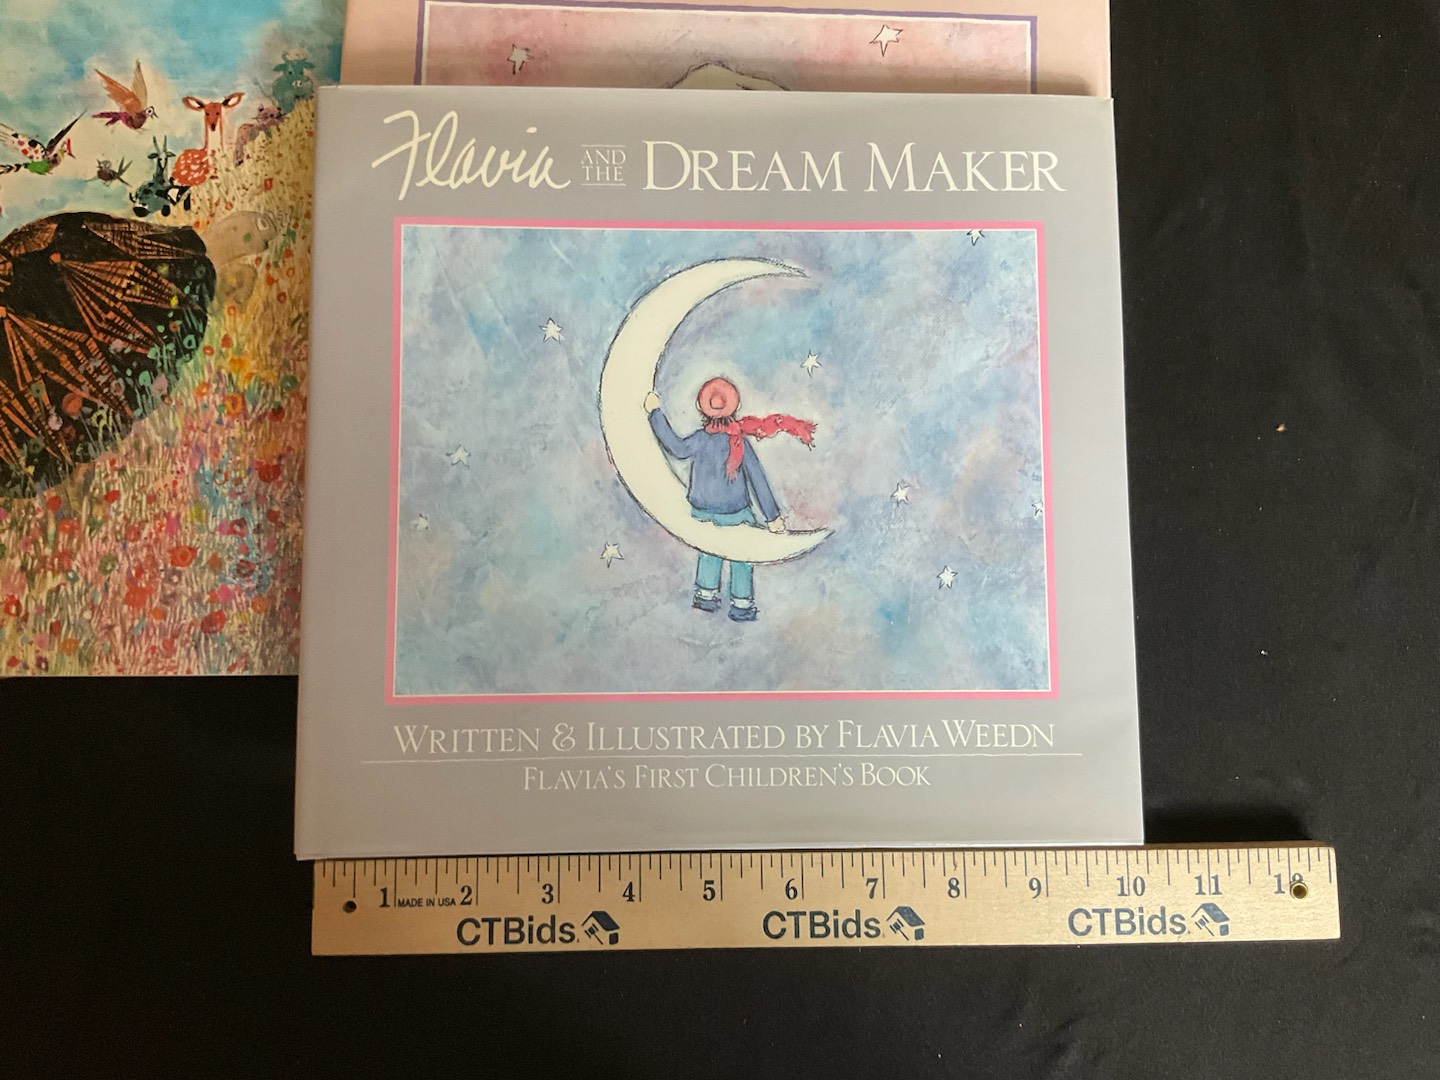 Flavia AND THE DREAM MAKER
WRITTEN & ILLUSTRATED BY FLAVIA WEEDN
FLAVIA'S FIRST CHILDREN'S BOOK
1 MADE IN USA 2 3 4 5 6 7 8 9 10 11 12
CTBids CTBids CTBids